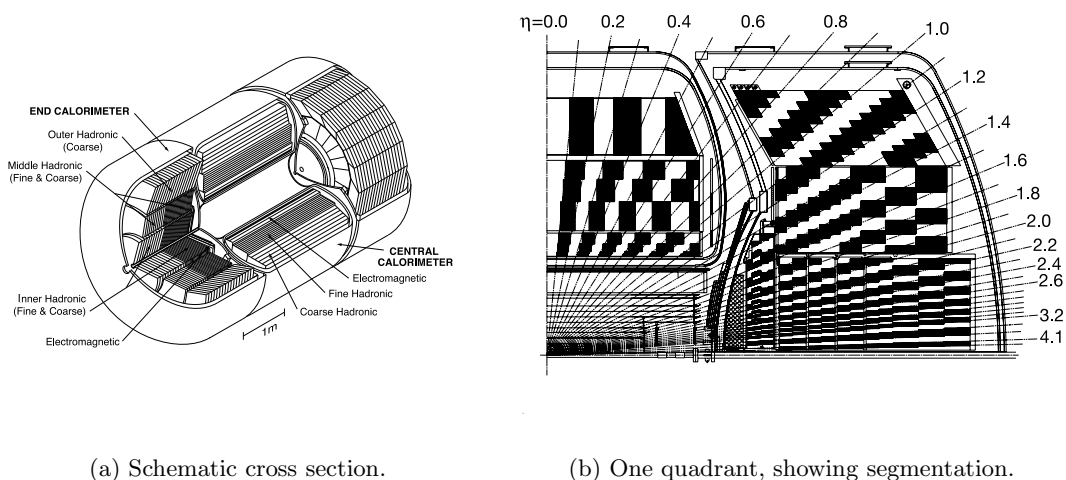 END CALORIMETER
Outer Hadronic
(Coarse)
Middle Hadronic
(Fine & Coarse)
Inner Hadronic
(Fine & Coarse)
Electromagnetic
1m
CENTRAL
CALORIMETER
Electromagnetic
Fine Hadronic
Coarse Hadronic
η=0.0
0.2
0.4
0.6
0.8
1.0
1.2
1.4
1.6
1.8
2.0
2.2
2.4
2.6
3.2
4.1
(a) Schematic cross section.
(b) One quadrant, showing segmentation.